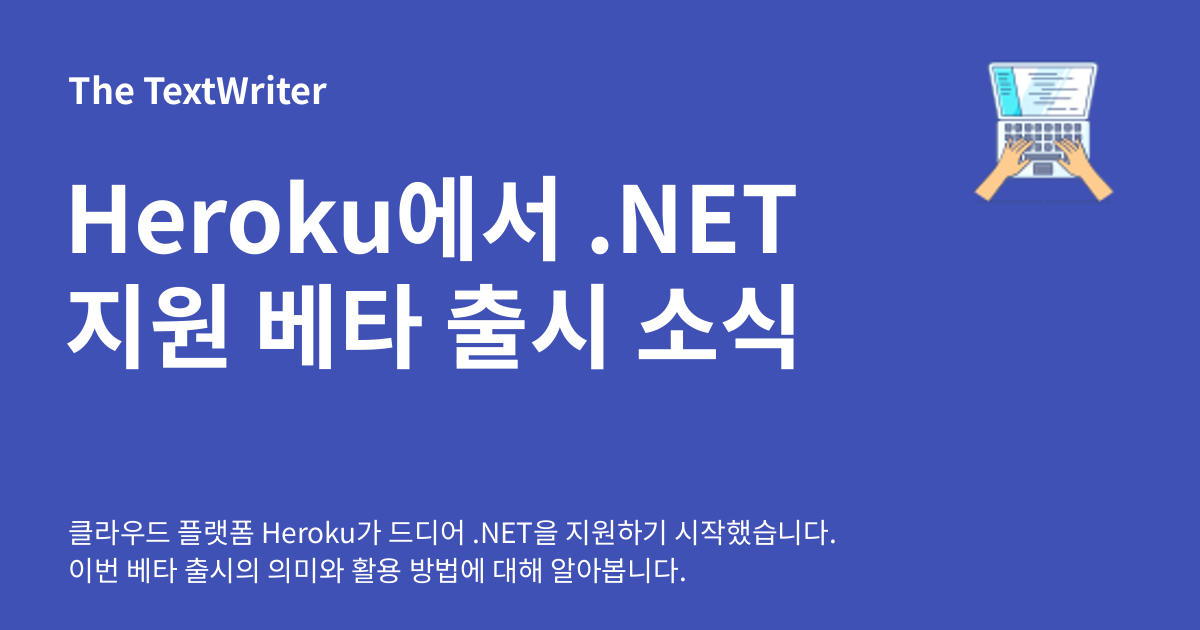 The TextWriter
Heroku에서 .NET
지원 베타 출시 소식
클라우드 플랫폼 Heroku가 드디어 .NET을 지원하기 시작했습니다.
이번 베타 출시의 의미와 활용 방법에 대해 알아봅니다.